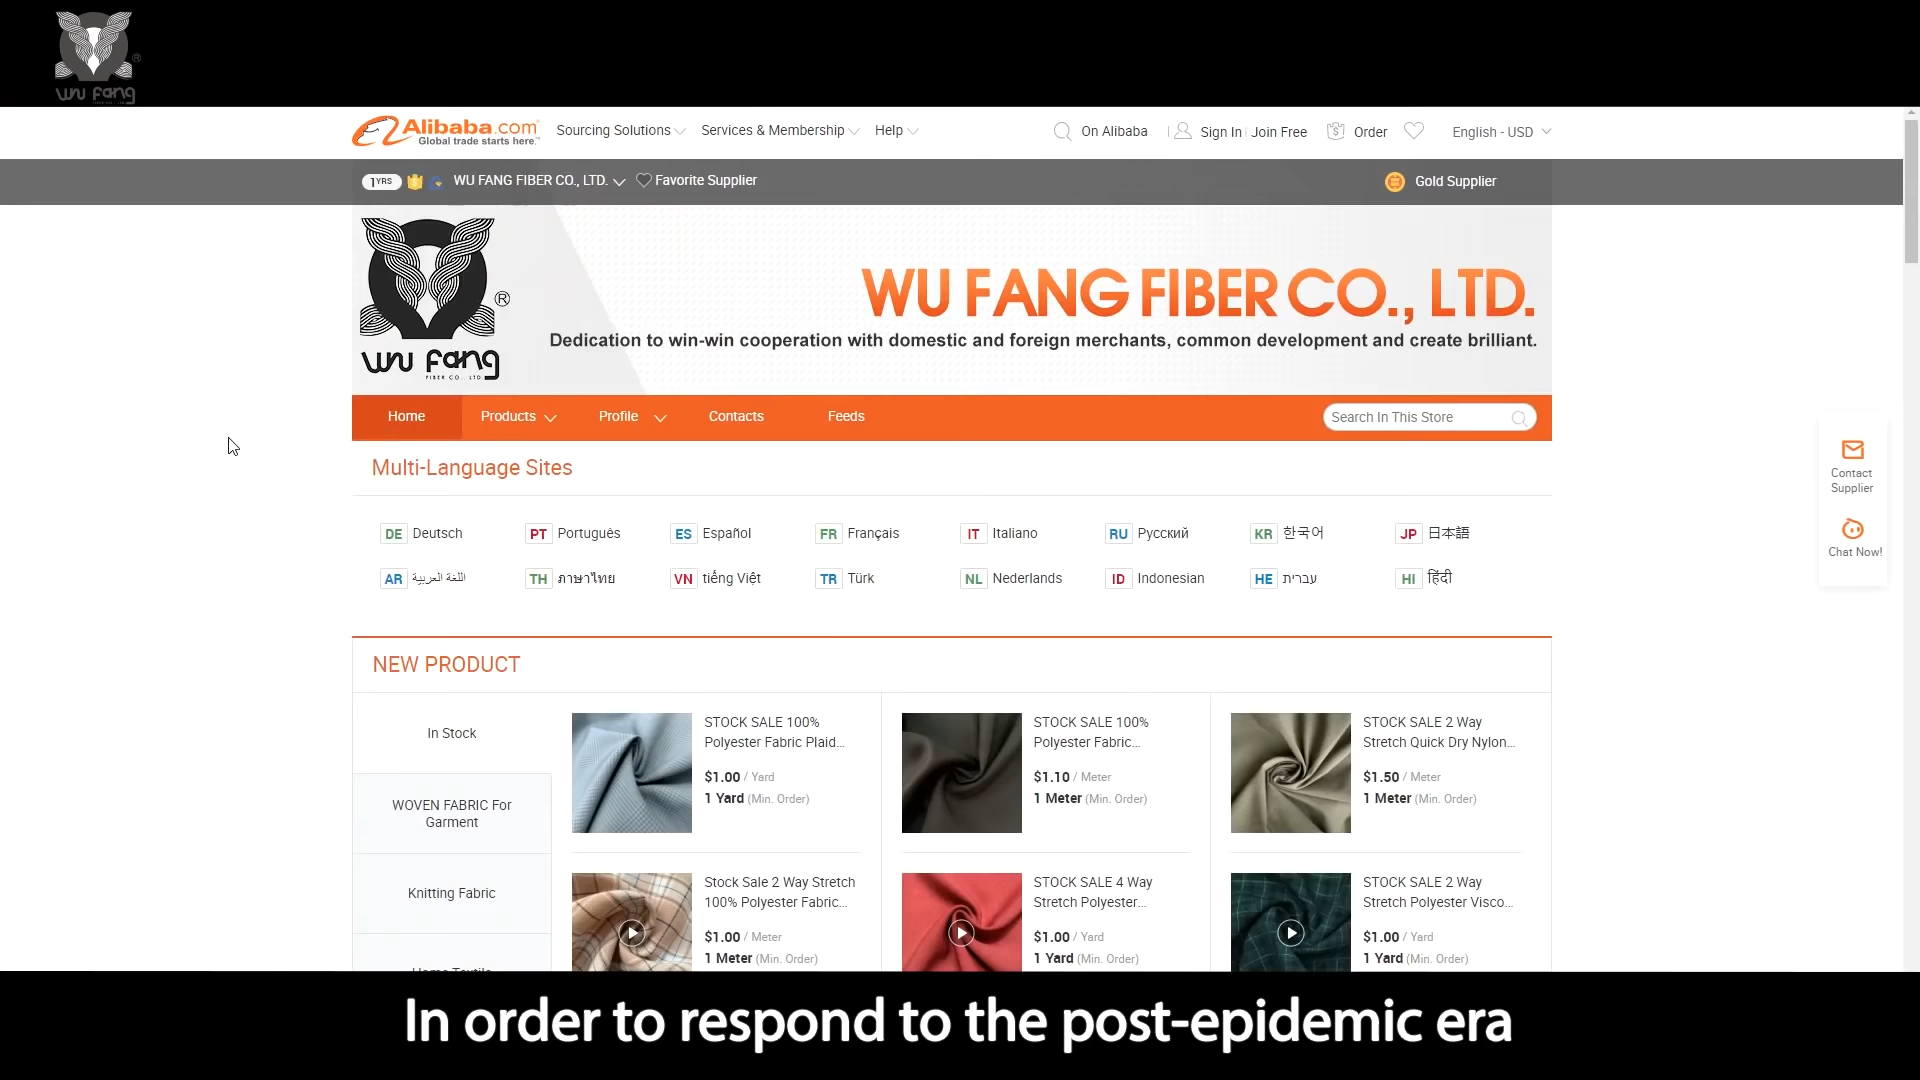 wu fang
Alibaba.com
Global trade starts here.
Sourcing Solutions
Services & Membership
Help
On Alibaba
Sign In
Join Free
Order
English - USD
1 YRS
WU FANG FIBER CO., LTD.
Favorite Supplier
Gold Supplier
wu fang
FIBER CO., LTD
WU FANG FIBER CO., LTD.
Dedication to win-win cooperation with domestic and foreign merchants, common development and create brilliant.
Home
Products
Profile
Contacts
Feeds
Search In This Store
Contact
Supplier
Chat Now!
Multi-Language Sites
DE Deutsch
PT Português
ES Español
FR Français
IT Italiano
RU Русский
KR 한국어
JP 日本語
AR اللغة العربية
TH ภาษาไทย
VN tiếng Việt
TR Türk
NL Nederlands
ID Indonesian
HE עברית
HI हिंदी
NEW PRODUCT
In Stock
WOVEN FABRIC For
Garment
Knitting Fabric
Home Textile
STOCK SALE 100%
Polyester Fabric Plaid...
$1.00 / Yard
1 Yard (Min. Order)
STOCK SALE 100%
Polyester Fabric...
$1.10 / Meter
1 Meter (Min. Order)
STOCK SALE 2 Way
Stretch Quick Dry Nylon...
$1.50 / Meter
1 Meter (Min. Order)
Stock Sale 2 Way Stretch
100% Polyester Fabric...
$1.00 / Meter
1 Meter (Min. Order)
STOCK SALE 4 Way
Stretch Polyester...
$1.00 / Yard
1 Yard (Min. Order)
STOCK SALE 2 Way
Stretch Polyester Visco...
$1.00 / Yard
1 Yard (Min. Order)
In order to respond to the post-epidemic era